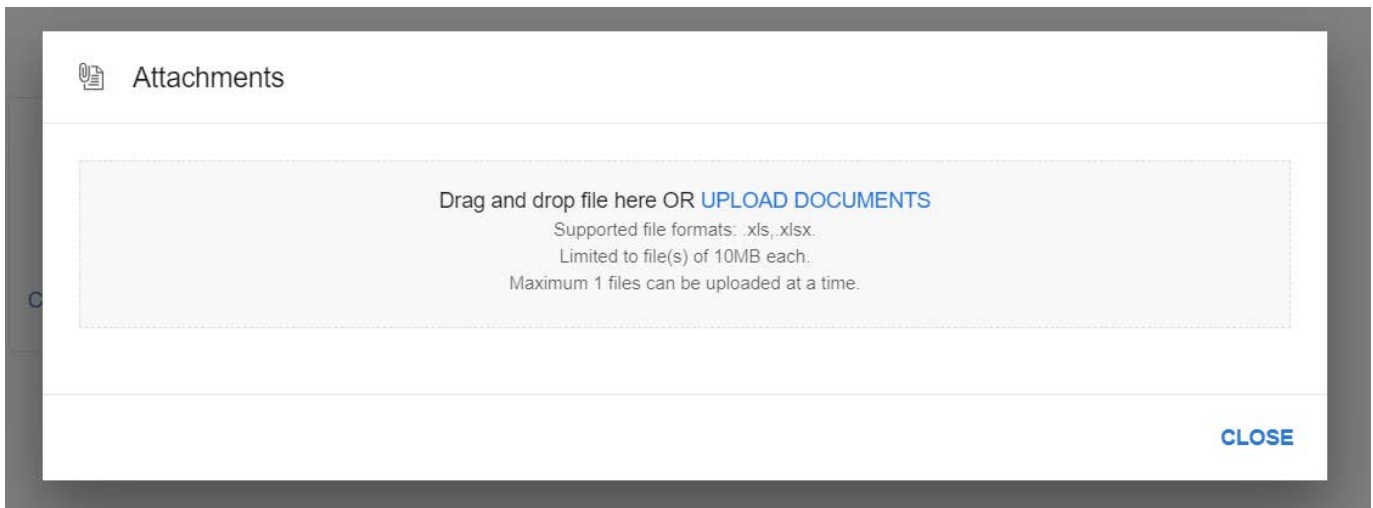 Attachments
Drag and drop file here OR UPLOAD DOCUMENTS
Supported file formats: .xls,.xlsx.
Limited to file(s) of 10MB each.
Maximum 1 files can be uploaded at a time.
C
CLOSE